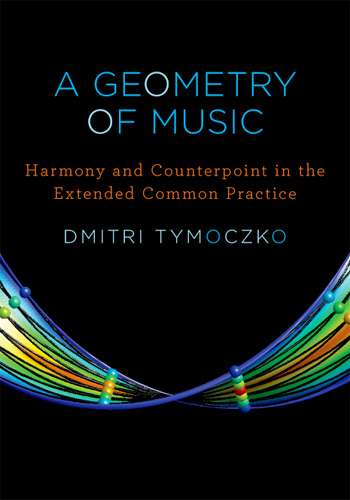 A GEOMETRY
OF MUSIC
Harmony and Counterpoint in the
Extended Common Practice
DMITRI TYMOCZKO